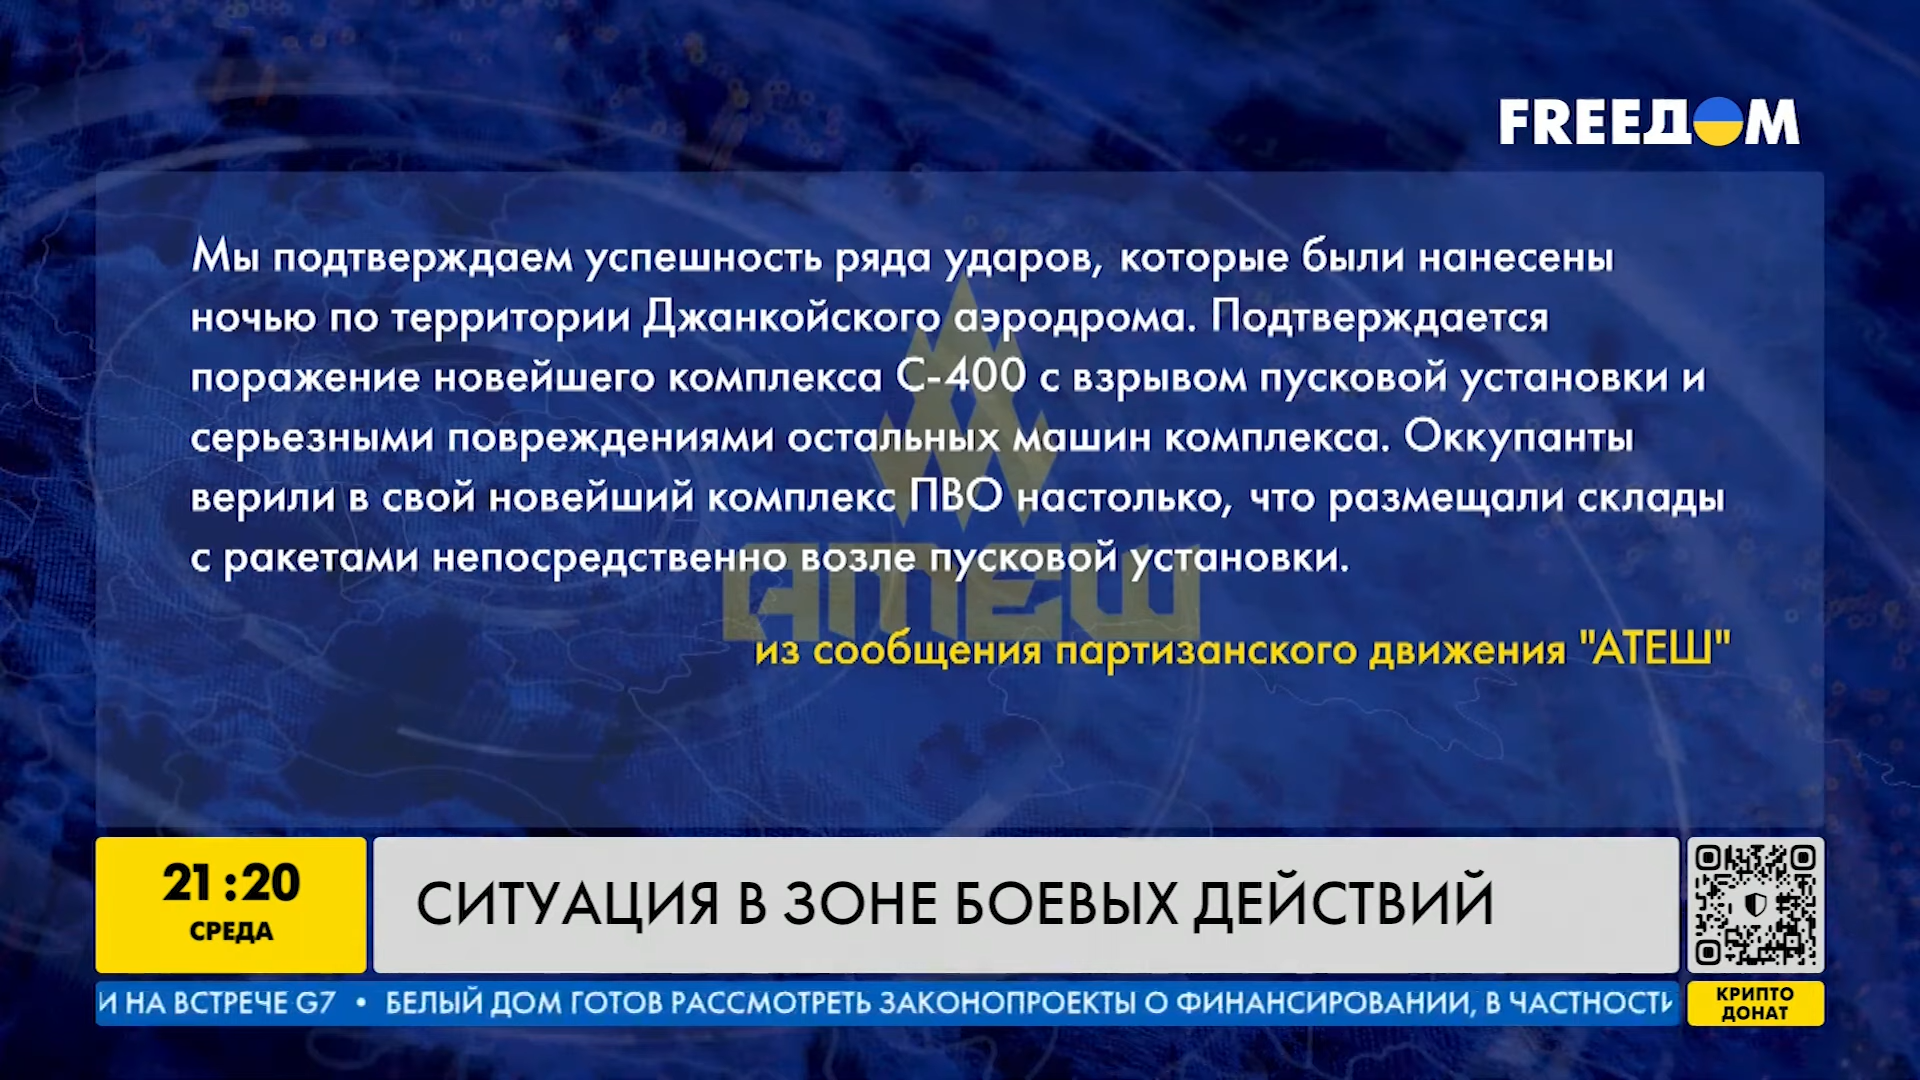 FREEДOM
Мы подтверждаем успешность ряда ударов, которые были нанесены
ночью по территории Джанкойского аэродрома. Подтверждается
поражение новейшего комплекса С-400 с взрывом пусковой установки и
серьезными повреждениями остальных машин комплекса. Оккупанты
верили в свой новейший комплекс ПВО настолько, что размещали склады
с ракетами непосредственно возле пусковой установки.
АТЕШ
из сообщения партизанского движения "АТЕШ"
21:20
СРЕДА
СИТУАЦИЯ В ЗОНЕ БОЕВЫХ ДЕЙСТВИЙ
И НА ВСТРЕЧЕ G7 • БЕЛЫЙ ДОМ ГОТОВ РАССМОТРЕТЬ ЗАКОНОПРОЕКТЫ О ФИНАНСИРОВАНИИ, В ЧАСТНОСТИ
КРИПТО
ДОНАТ